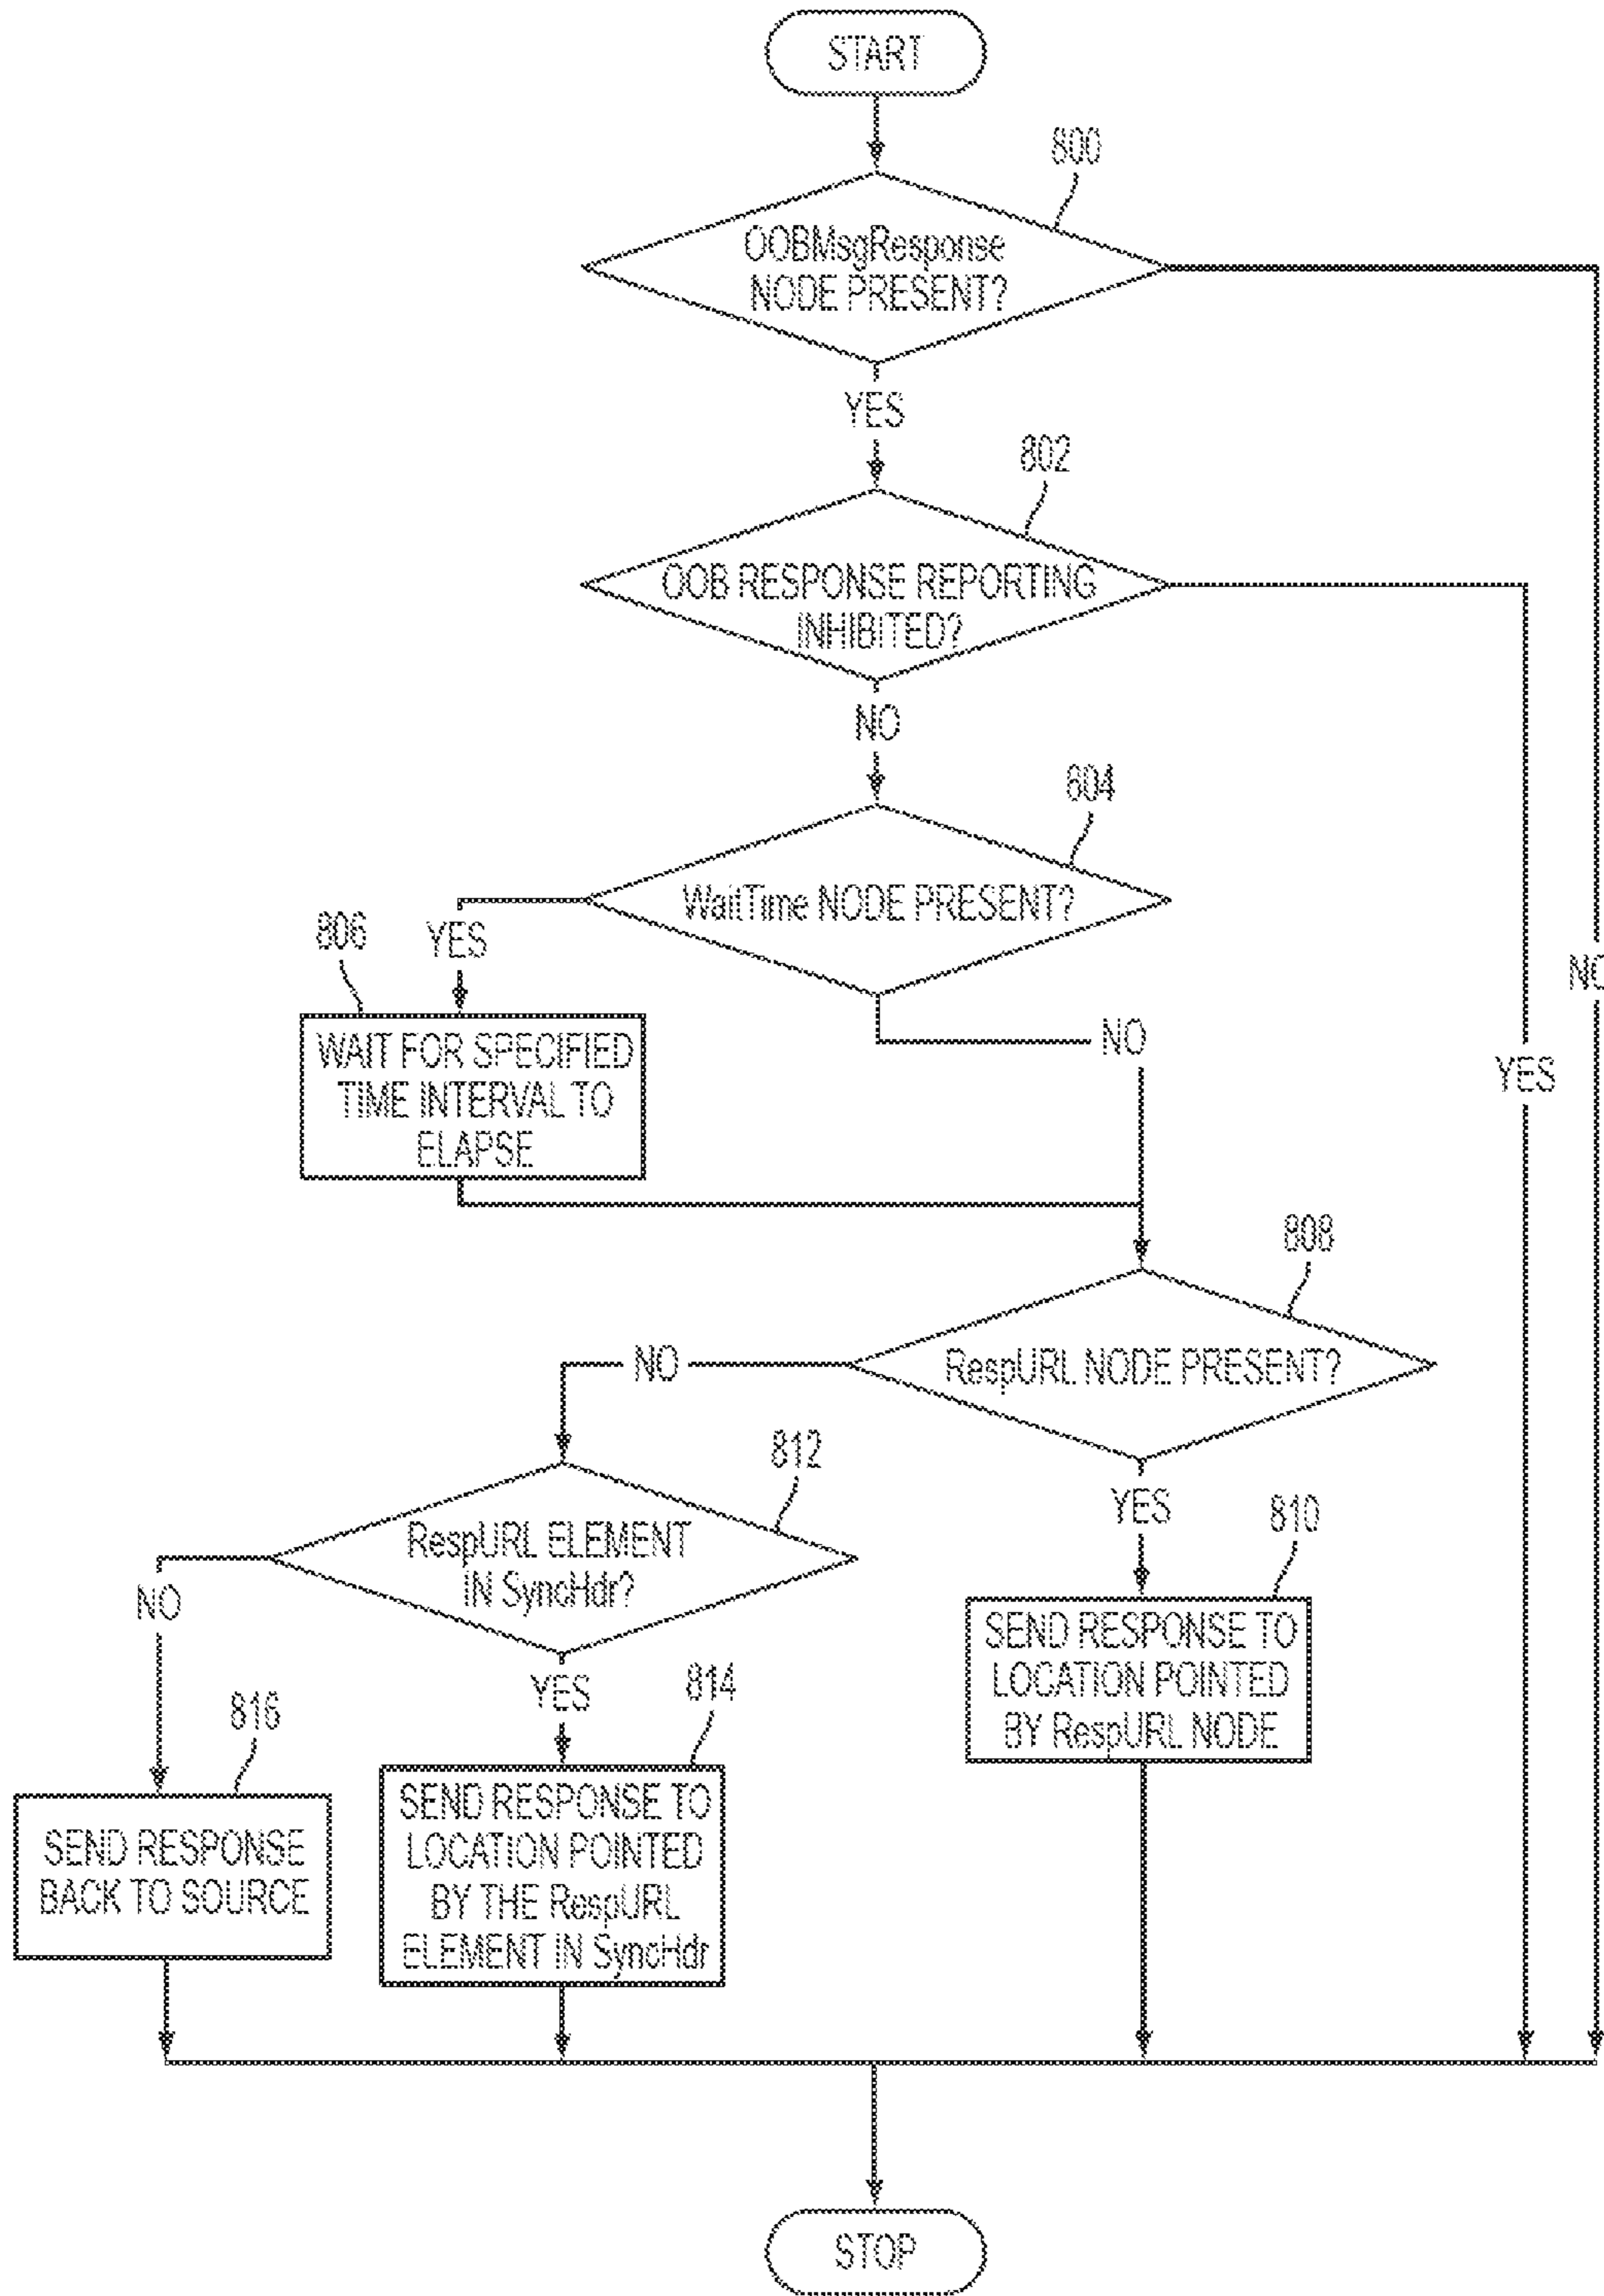 START
800
OOBMsgResponse
NODE PRESENT?
YES
802
OOB RESPONSE REPORTING
INHIBITED?
NO
804
WaitTime NODE PRESENT?
806
YES
NO
NO
YES
WAIT FOR SPECIFIED
TIME INTERVAL TO
ELAPSE
808
RespURL NODE PRESENT?
NO
812
RespURL ELEMENT
IN SyncHdr?
YES
810
NO
SEND RESPONSE TO
LOCATION POINTED
BY RespURL NODE
YES
814
816
SEND RESPONSE TO
LOCATION POINTED
BY THE RespURL
ELEMENT IN SyncHdr
SEND RESPONSE
BACK TO SOURCE
STOP